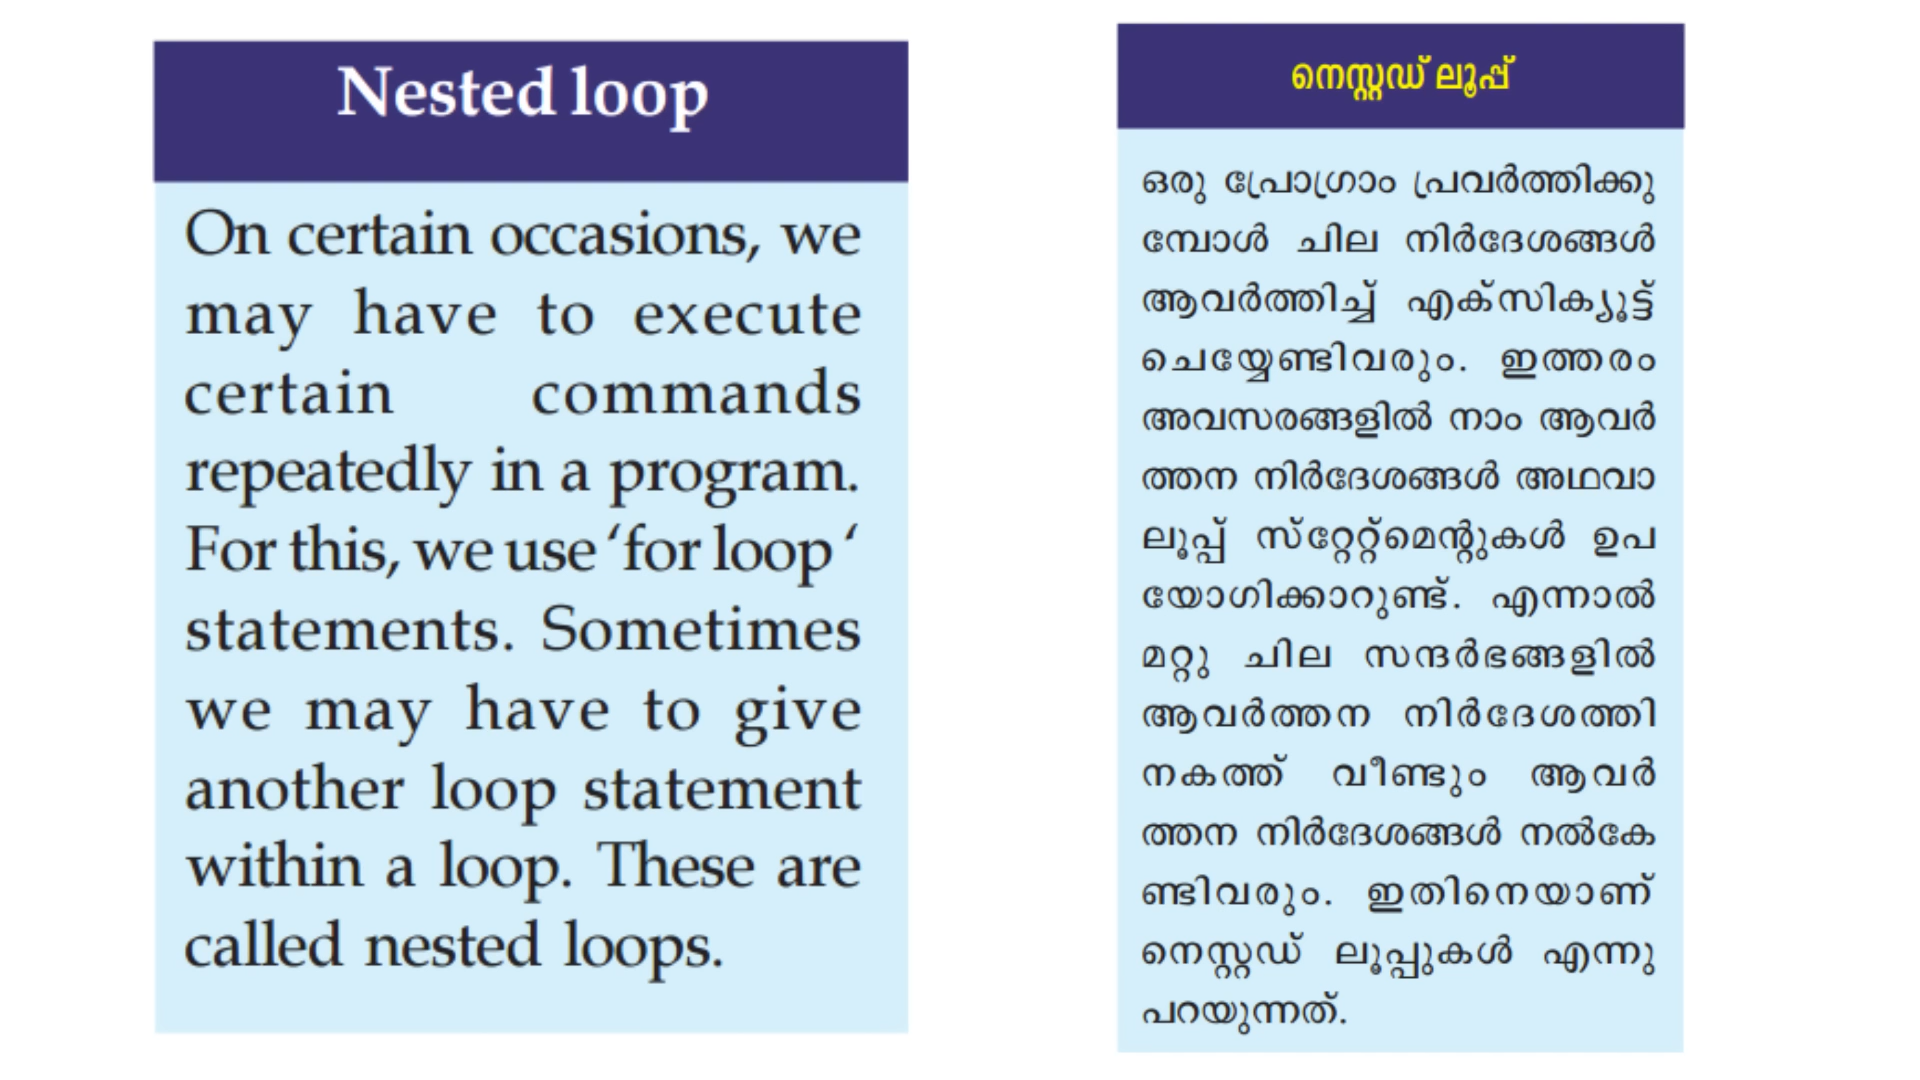 Nested loop
On certain occasions, we
may have to execute
certain commands
repeatedly in a program.
For this, we use ‘for loop ‘
statements. Sometimes
we may have to give
another loop statement
within a loop. These are
called nested loops.
നെസ്റ്റഡ് ലൂപ്പ്
ഒരു പ്രോഗ്രാം പ്രവർത്തിക്കു
മ്പോൾ ചില നിർദേശങ്ങൾ
ആവർത്തിച്ച് എക്സിക്യൂട്ട്
ചെയ്യേണ്ടിവരും. ഇത്തരം
അവസരങ്ങളിൽ നാം ആവർ
ത്തന നിർദേശങ്ങൾ അഥവാ
ലൂപ്പ് സ്റ്റേറ്റ്മെന്റുകൾ ഉപ
യോഗിക്കാറുണ്ട്. എന്നാൽ
മറ്റു ചില സന്ദർഭങ്ങളിൽ
ആവർത്തന നിർദേശത്തി
നകത്ത് വീണ്ടും ആവർ
ത്തന നിർദേശങ്ങൾ നൽകേ
ണ്ടിവരും. ഇതിനെയാണ്
നെസ്റ്റഡ് ലൂപ്പുകൾ എന്നു
പറയുന്നത്.